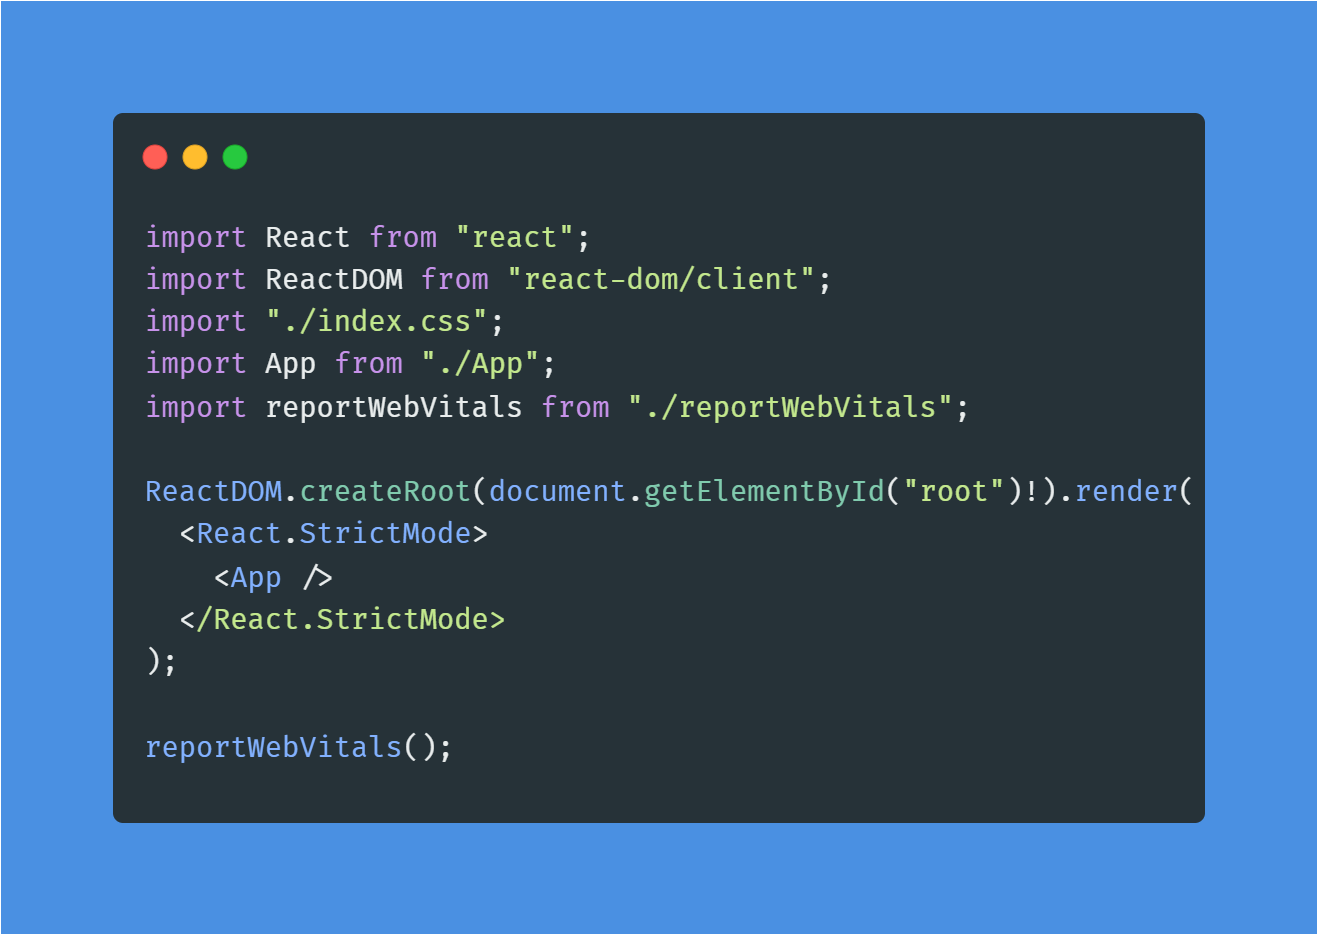 import React from "react";
import ReactDOM from "react-dom/client";
import "./index.css";
import App from "./App";
import reportWebVitals from "./reportWebVitals";

ReactDOM.createRoot(document.getElementById("root")!).render(
  <React.StrictMode>
    <App />
  </React.StrictMode>
);

reportWebVitals();